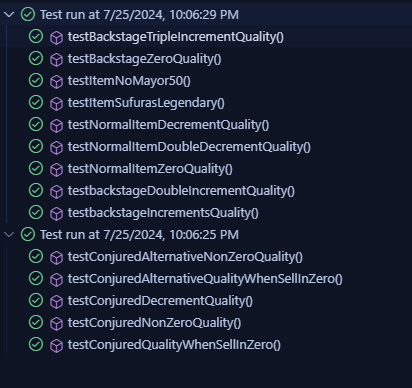 Test run at 7/25/2024, 10:06:29 PM
testBackstageTripleIncrementQuality()
testBackstageZeroQuality()
testItemNoMayor50()
testItemSufurasLegendary()
testNormalItemDecrementQuality()
testNormalItemDoubleDecrementQuality()
testNormalItemZeroQuality()
testbackstageDoubleIncrementQuality()
testbackstageIncrementsQuality()
Test run at 7/25/2024, 10:06:25 PM
testConjuredAlternativeNonZeroQuality()
testConjuredAlternativeQualityWhenSellInZero()
testConjuredDecrementQuality()
testConjuredNonZeroQuality()
testConjuredQualityWhenSellInZero()